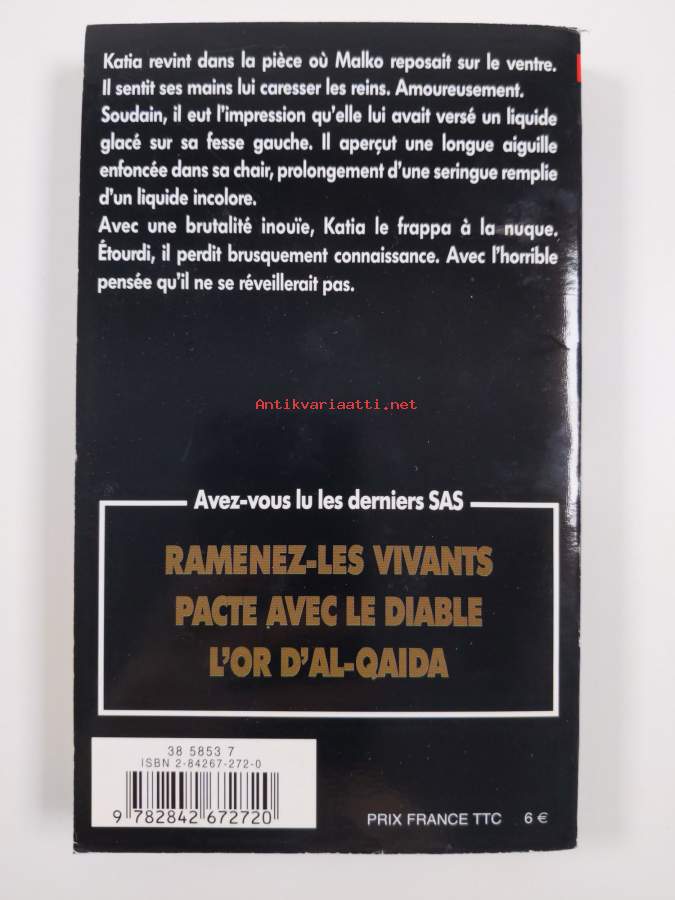 Katia revint dans la pièce où Malko reposait sur le ventre.
Il sentit ses mains lui caresser les reins. Amoureusement.
Soudain, il eut l'impression qu'elle lui avait versé un liquide
glacé sur sa fesse gauche. Il aperçut une longue aiguille
enfoncée dans sa chair, prolongement d'une seringue remplie
d'un liquide incolore.
Avec une brutalité inouïe, Katia le frappa à la nuque.
Étourdi, il perdit brusquement connaissance. Avec l'horrible
pensée qu'il ne se réveillerait pas.
Antikvariaatti.net
Avez-vous lu les derniers SAS
RAMENEZ-LES VIVANTS
PACTE AVEC LE DIABLE
L'OR D'AL-QAIDA
38 5853 7
ISBN 2-84267-272-0
9 782842 672720
PRIX FRANCE TTC 6 €